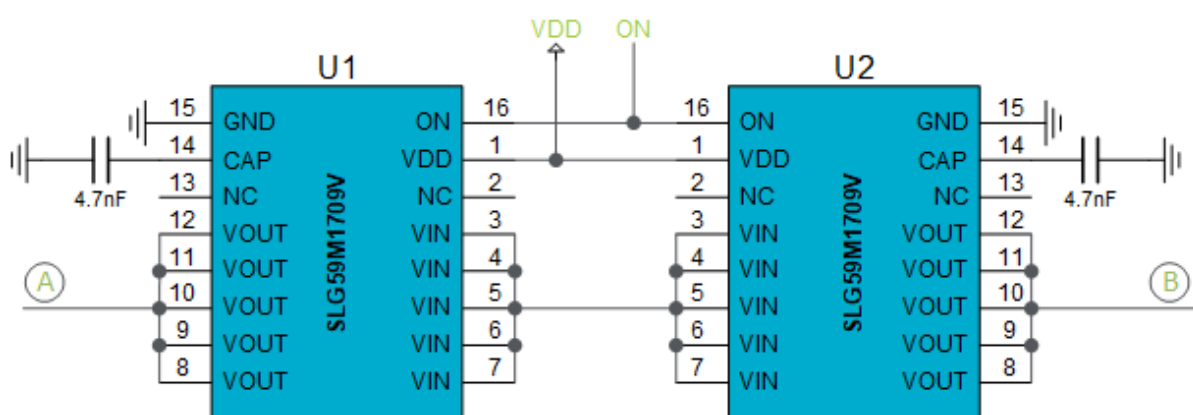 VDD ON
U1 U2
15 GND ON 16 16 ON GND 15
14 CAP VDD 1 1 VDD CAP 14
4.7nF 13 NC NC 2 2 NC NC 13 4.7nF
12 VOUT VIN 3 3 VIN VOUT 12
11 VOUT VIN 4 4 VIN VOUT 11
A 10 VOUT VIN 5 5 VIN VOUT 10 B
9 VOUT VIN 6 6 VIN VOUT 9
8 VOUT VIN 7 7 VIN VOUT 8
SLG59M1709V SLG59M1709V